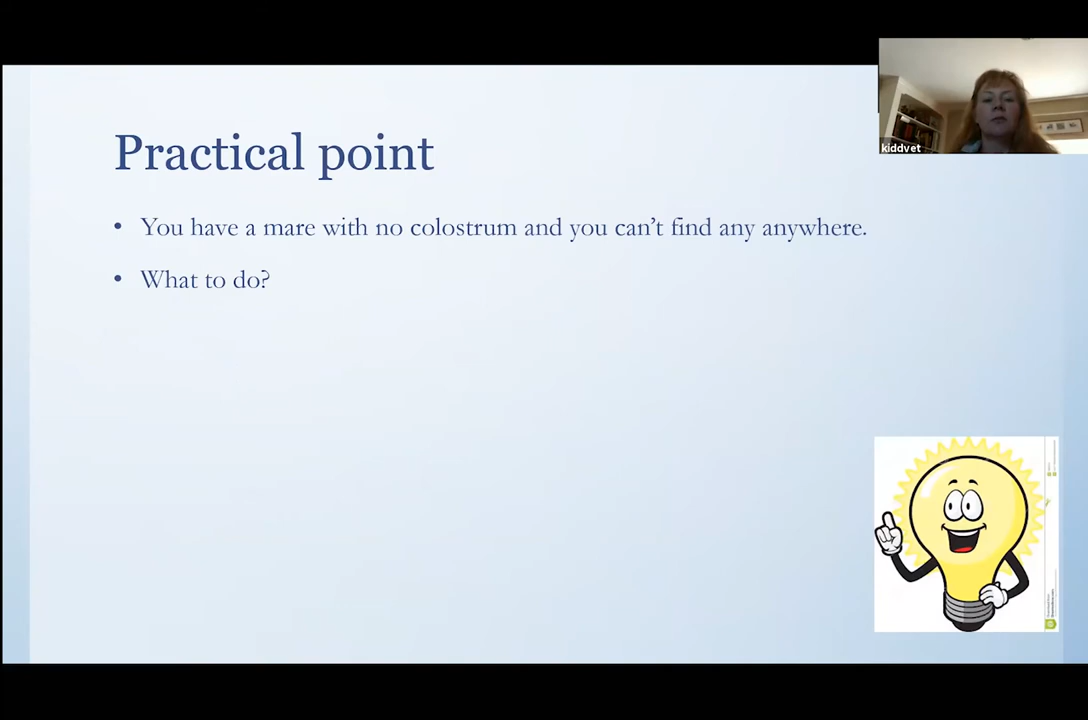 kiddvet
Practical point
• You have a mare with no colostrum and you can’t find any anywhere.
• What to do?